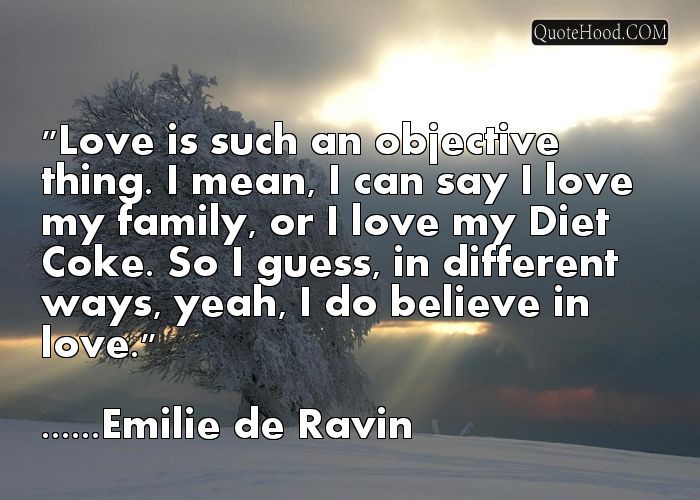 QuoteHood.COM
"Love is such an objective
thing. I mean, I can say I love
my family, or I love my Diet
Coke. So I guess, in different
ways, yeah, I do believe in
love."
......Emilie de Ravin